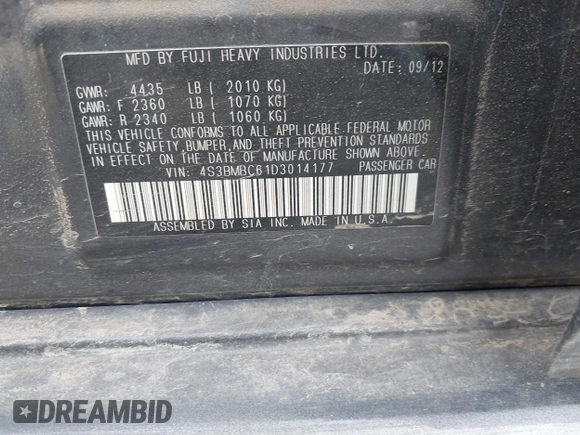 MFD BY FUJI HEAVY INDUSTRIES LTD.
DATE: 09/12
GVWR: 4435 LB ( 2010 KG)
GAWR: F 2360 LB ( 1070 KG)
GAWR: R 2340 LB ( 1060 KG)
THIS VEHICLE CONFORMS TO ALL APPLICABLE FEDERAL MOTOR
VEHICLE SAFETY, BUMPER, AND THEFT PREVENTION STANDARDS
IN EFFECT ON THE DATE OF MANUFACTURE SHOWN ABOVE.
VIN: 4S3BMBC61D3014177 PASSENGER CAR
ASSEMBLED BY SIA INC. MADE IN U.S.A.
DREAMBID